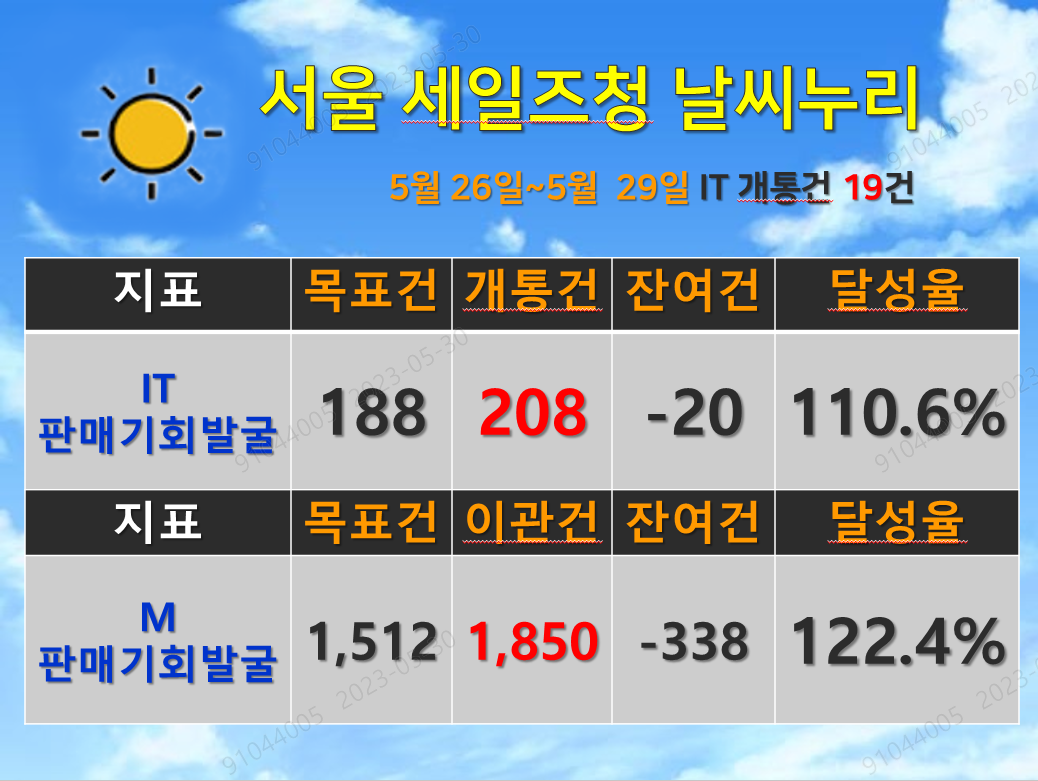 서울 세일즈청 날씨누리
5월 26일~5월 29일 IT 개통건 19건
지표 목표건 개통건 잔여건 달성율
IT
판매기회발굴 188 208 -20 110.6%
지표 목표건 이관건 잔여건 달성율
M
판매기회발굴 1,512 1,850 -338 122.4%
91044005 2023-05-30